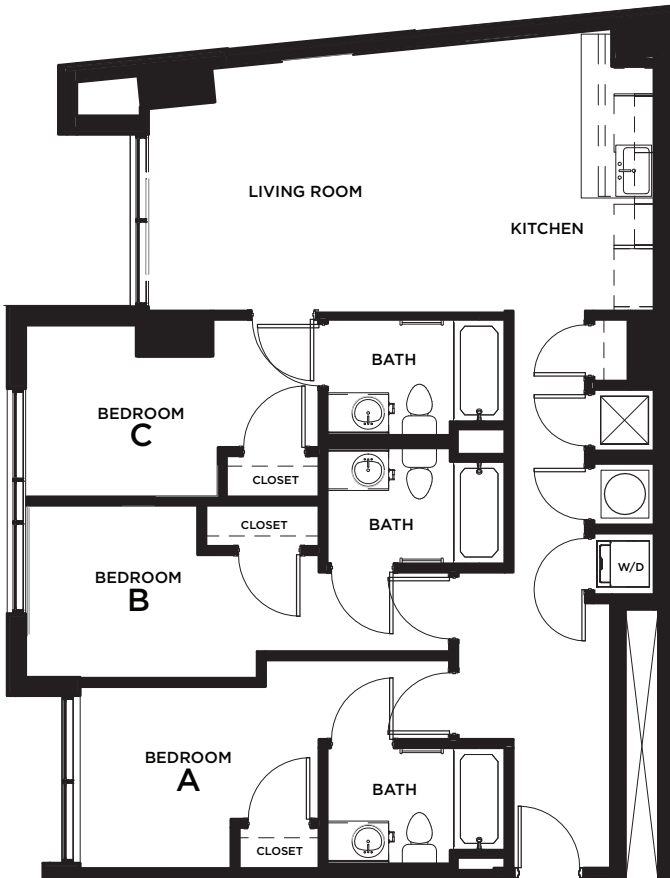 LIVING ROOM
KITCHEN
BATH
BEDROOM
C
CLOSET
CLOSET
BATH
BEDROOM
B
W/D
BEDROOM
A
BATH
CLOSET